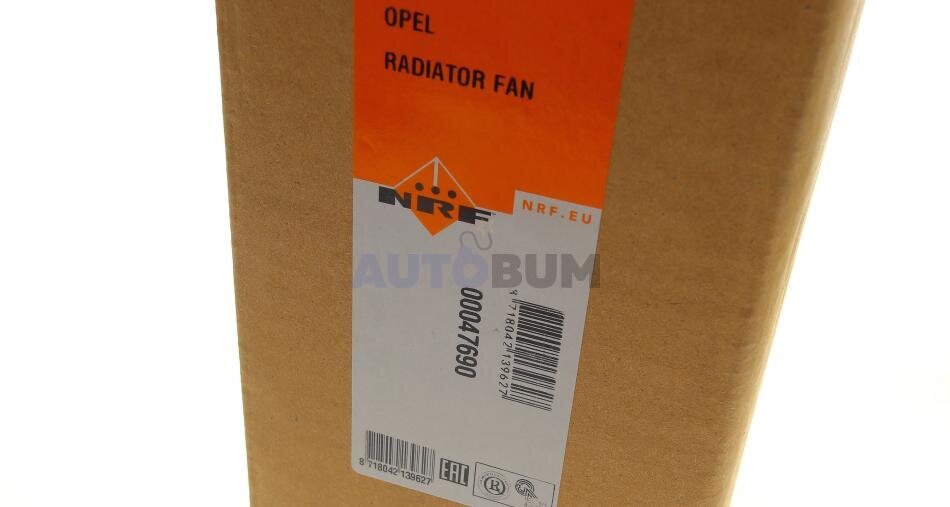 OPEL
RADIATOR FAN
NRF
NRF.EU
AUTOBUM
00047690
8 718042 139627
8 718042 139627
EAC
R